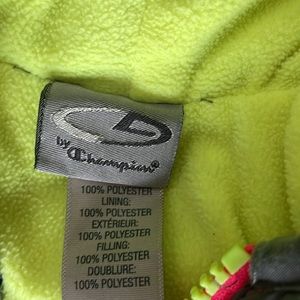 by
Champion®
100% POLYESTER
LINING:
100% POLYESTER
EXTÉRIEUR:
100% POLYESTER
FILLING:
100% POLYESTER
DOUBLURE:
100% POLYESTER